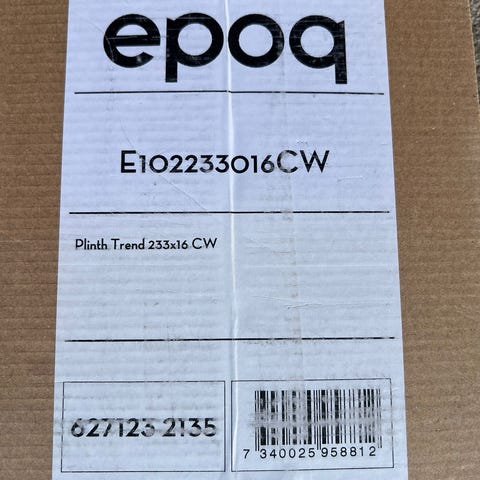 epoq
E102233016CW
Plinth Trend 233x16 CW
627123 2135
7 340025 958812